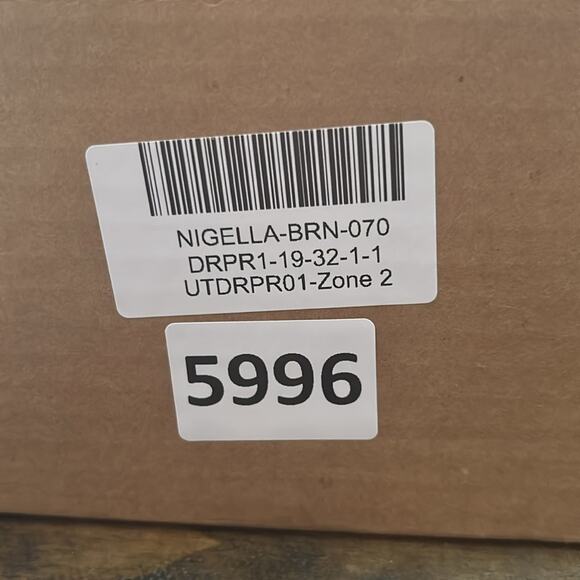 NIGELLA-BRN-070
DRPR1-19-32-1-1
UTDRPR01-Zone 2
5996